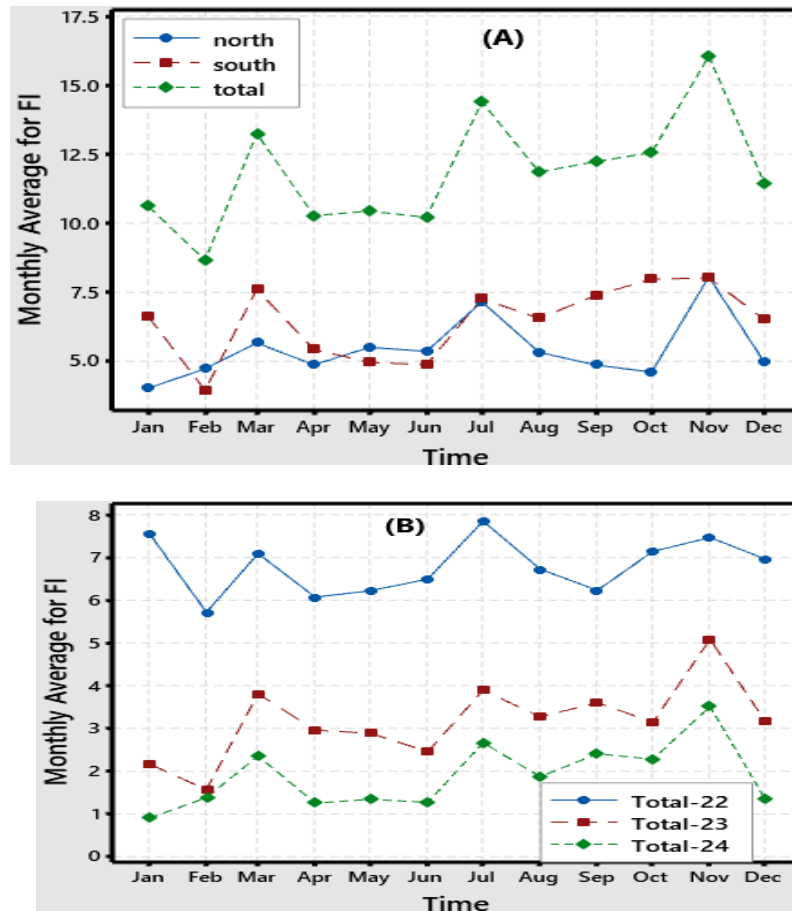 17.5
(A)
north
south
total
15.0
12.5
10.0
7.5
5.0
Monthly Average for FI
Jan Feb Mar Apr May Jun Jul Aug Sep Oct Nov Dec
Time
8
(B)
7
6
5
4
3
2
1
0
Monthly Average for FI
Total-22
Total-23
Total-24
Jan Feb Mar Apr May Jun Jul Aug Sep Oct Nov Dec
Time